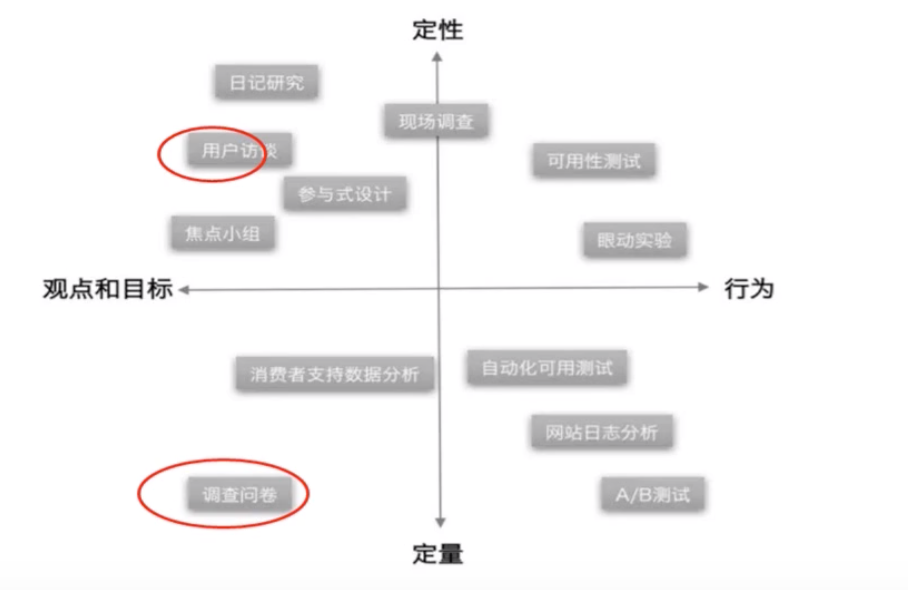 定性
日记研究
现场调查
用户访谈
可用性测试
参与式设计
焦点小组
眼动实验
观点和目标
行为
消费者支持数据分析
自动化可用测试
网站日志分析
调查问卷
A/B测试
定量